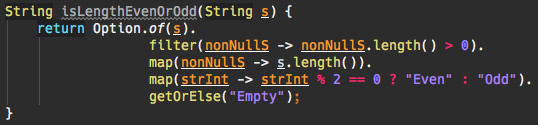 String isLengthEvenOrOdd(String s) {
    return Option.of(s).
                filter(nonNullS -> nonNullS.length() > 0).
                map(nonNullS -> s.length()).
                map(strInt -> strInt % 2 == 0 ? "Even" : "Odd").
                getOrElse("Empty");
}